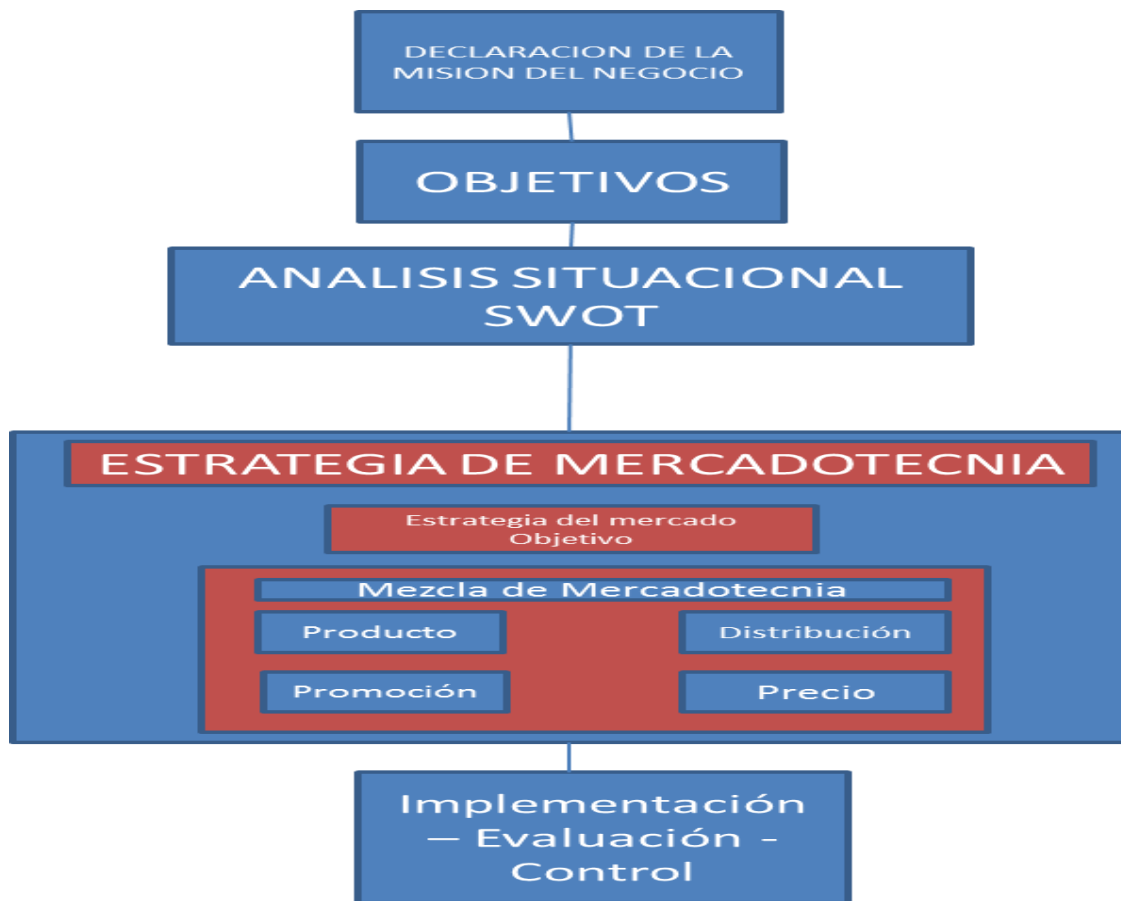 DECLARACION DE LA
MISION DEL NEGOCIO
OBJETIVOS
ANALISIS SITUACIONAL
SWOT
ESTRATEGIA DE MERCADOTECNIA
Estrategia del mercado
Objetivo
Mezcla de Mercadotecnia
Producto
Distribución
Promoción
Precio
Implementación
– Evaluación -
Control